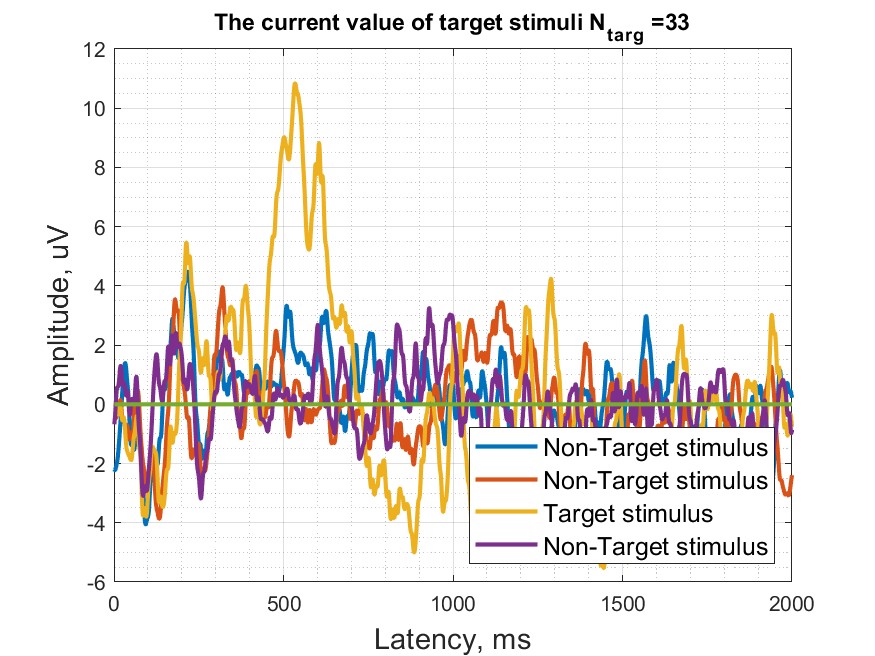 The current value of target stimuli N_targ =33
12
10
8
6
4
2
0
-2
-4
-6
Amplitude, uV
Non-Target stimulus
Non-Target stimulus
Target stimulus
Non-Target stimulus
0 500 1000 1500 2000
Latency, ms